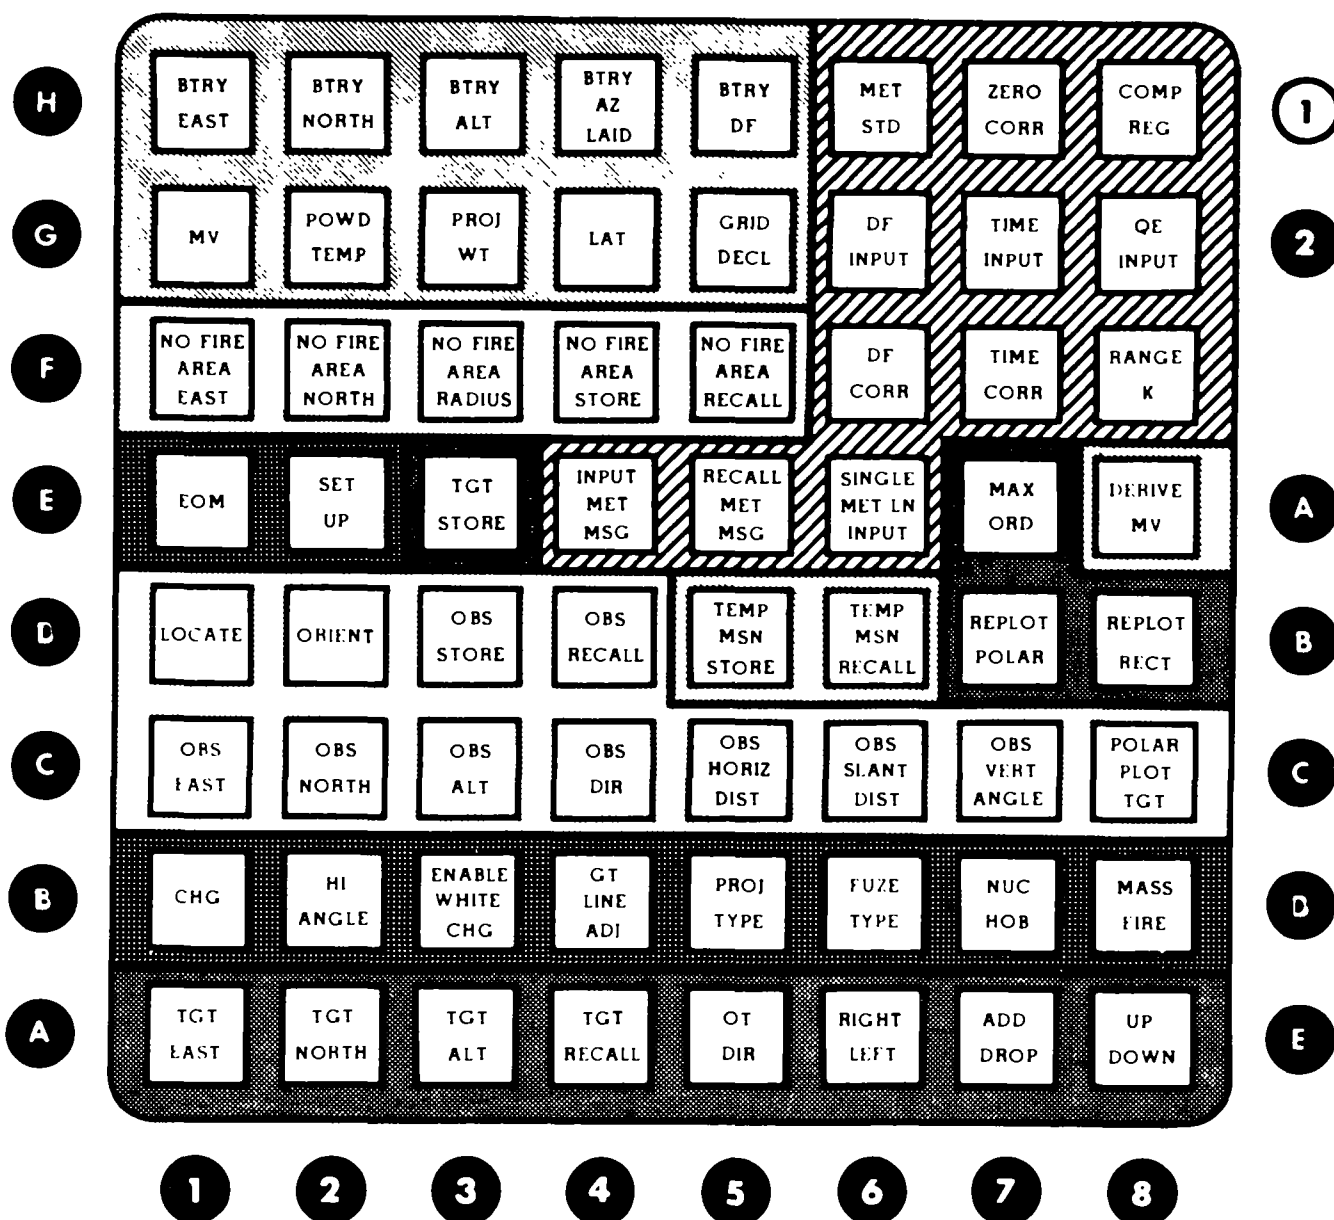 H
BTRY EAST
BTRY NORTH
BTRY ALT
BTRY AZ LAID
BTRY DF
MET STD
ZERO CORR
COMP REG
1
G
MV
POWD TEMP
PROJ WT
LAT
GRID DECL
DF INPUT
TIME INPUT
QE INPUT
2
F
NO FIRE AREA EAST
NO FIRE AREA NORTH
NO FIRE AREA RADIUS
NO FIRE AREA STORE
NO FIRE AREA RECALL
DF CORR
TIME CORR
RANGE K
E
EOM
SET UP
TGT STORE
INPUT MET MSG
RECALL MET MSG
SINGLE MET LN INPUT
MAX ORD
DERIVE MV
A
D
LOCATE
ORIENT
OBS STORE
OBS RECALL
TEMP MSN STORE
TEMP MSN RECALL
REPLOT POLAR
REPLOT RECT
B
C
OBS EAST
OBS NORTH
OBS ALT
OBS DIR
OBS HORIZ DIST
OBS SLANT DIST
OBS VERT ANGLE
POLAR PLOT TGT
C
B
CHG
HI ANGLE
ENABLE WHITE CHG
GT LINE ADJ
PROJ TYPE
FUZE TYPE
NUC HOB
MASS FIRE
D
A
TGT EAST
TGT NORTH
TGT ALT
TGT RECALL
OT DIR
RIGHT LEFT
ADD DROP
UP DOWN
E
1 2 3 4 5 6 7 8